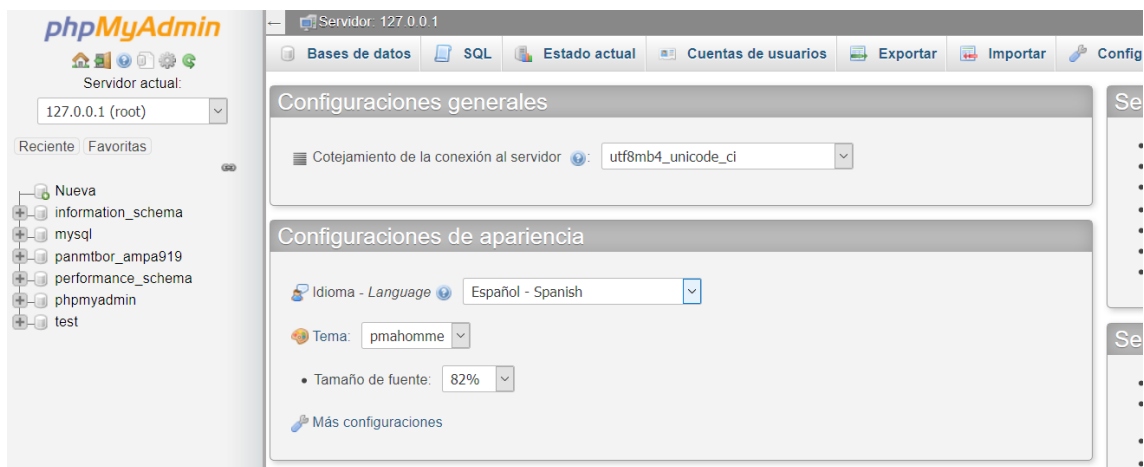 phpMyAdmin
Servidor actual:
127.0.0.1 (root)
Reciente Favoritas
Nueva
information_schema
mysql
panmtbor_ampa919
performance_schema
phpmyadmin
test
← Servidor: 127.0.0.1
Bases de datos SQL Estado actual Cuentas de usuarios Exportar Importar Config
Configuraciones generales
Cotejamiento de la conexión al servidor : utf8mb4_unicode_ci
Configuraciones de apariencia
Idioma - Language Español - Spanish
Tema: pmahomme
• Tamaño de fuente: 82%
Más configuraciones
Se
Se